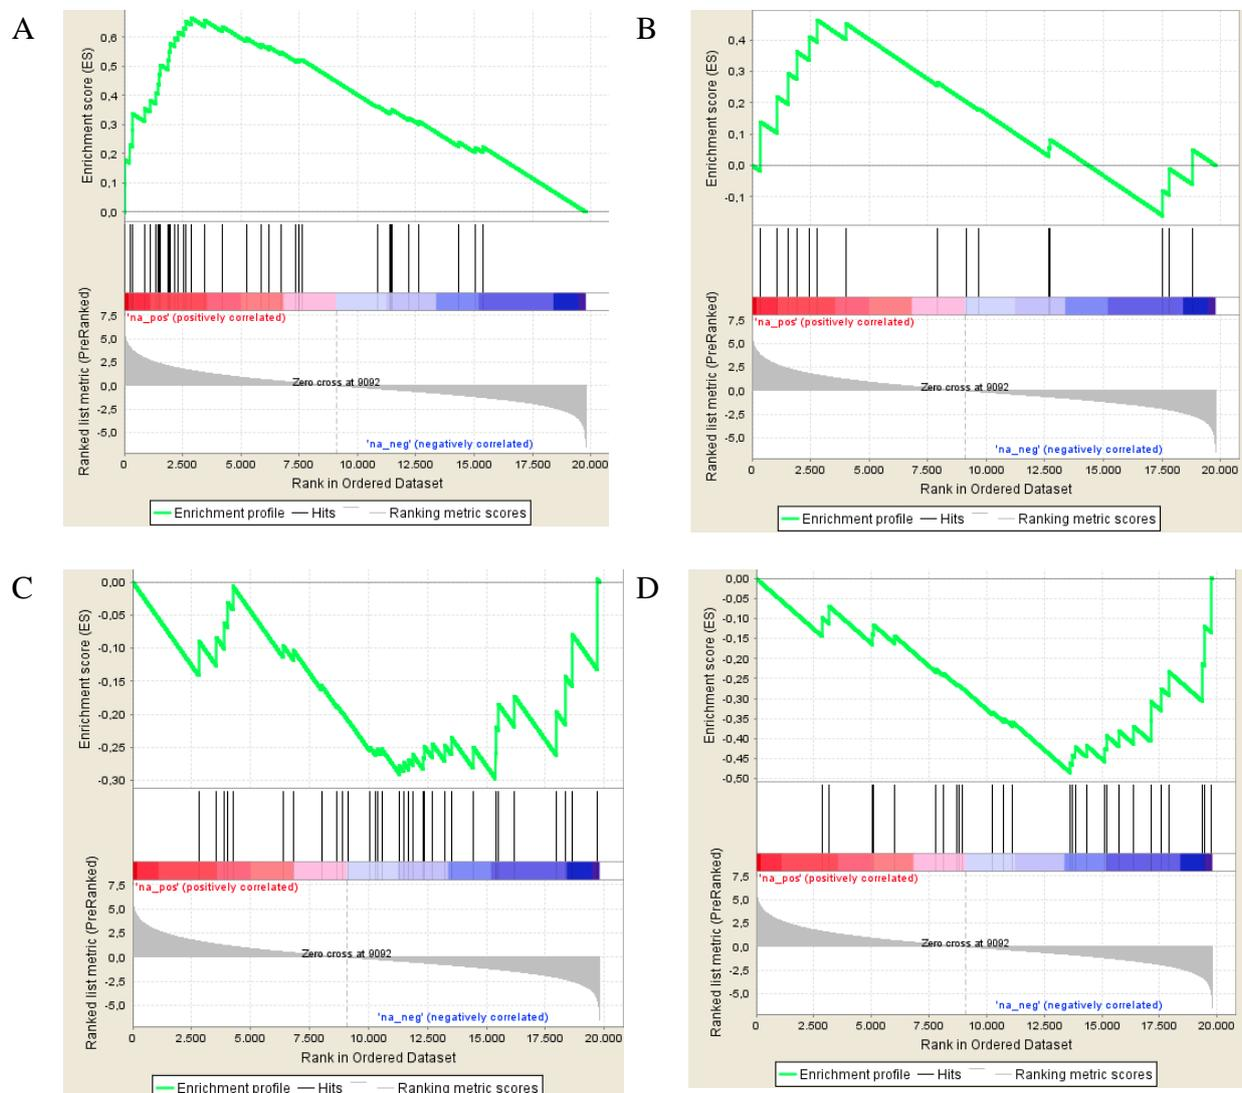 A
Enrichment score (ES)
0,6
0,5
0,4
0,3
0,2
0,1
0,0
'na_pos' (positively correlated)
Ranked list metric (PreRanked)
7,5
5,0
2,5
0,0
-2,5
-5,0
Zero cross at 9092
'na_neg' (negatively correlated)
0 2.500 5.000 7.500 10.000 12.500 15.000 17.500 20.000
Rank in Ordered Dataset
Enrichment profile Hits Ranking metric scores
B
Enrichment score (ES)
0,4
0,3
0,2
0,1
0,0
-0,1
'na_pos' (positively correlated)
Ranked list metric (PreRanked)
7,5
5,0
2,5
0,0
-2,5
-5,0
Zero cross at 9092
'na_neg' (negatively correlated)
0 2.500 5.000 7.500 10.000 12.500 15.000 17.500 20.000
Rank in Ordered Dataset
Enrichment profile Hits Ranking metric scores
C
Enrichment score (ES)
0,00
-0,05
-0,10
-0,15
-0,20
-0,25
-0,30
'na_pos' (positively correlated)
Ranked list metric (PreRanked)
7,5
5,0
2,5
0,0
-2,5
-5,0
Zero cross at 9092
'na_neg' (negatively correlated)
0 2.500 5.000 7.500 10.000 12.500 15.000 17.500 20.000
Rank in Ordered Dataset
Enrichment profile Hits Ranking metric scores
D
Enrichment score (ES)
0,00
-0,05
-0,10
-0,15
-0,20
-0,25
-0,30
-0,35
-0,40
-0,45
-0,50
'na_pos' (positively correlated)
Ranked list metric (PreRanked)
7,5
5,0
2,5
0,0
-2,5
-5,0
Zero cross at 9092
'na_neg' (negatively correlated)
0 2.500 5.000 7.500 10.000 12.500 15.000 17.500 20.000
Rank in Ordered Dataset
Enrichment profile Hits Ranking metric scores